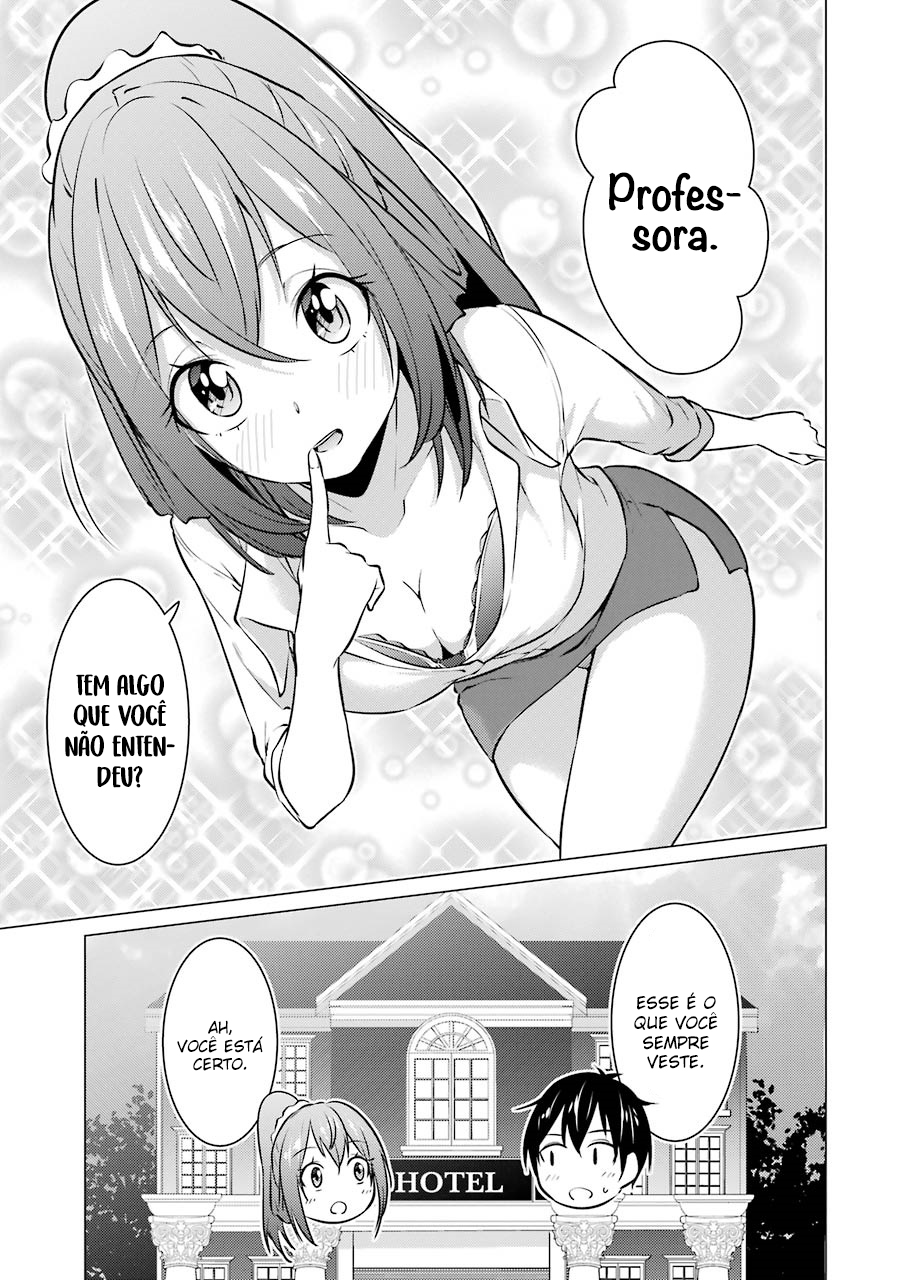 Profes-
sora.
TEM ALGO
QUE VOCÊ
NÃO ENTEN-
DEU?
ESSE É O
QUE VOCÊ
SEMPRE
VESTE.
AH,
VOCÊ ESTÁ
CERTO.
HOTEL